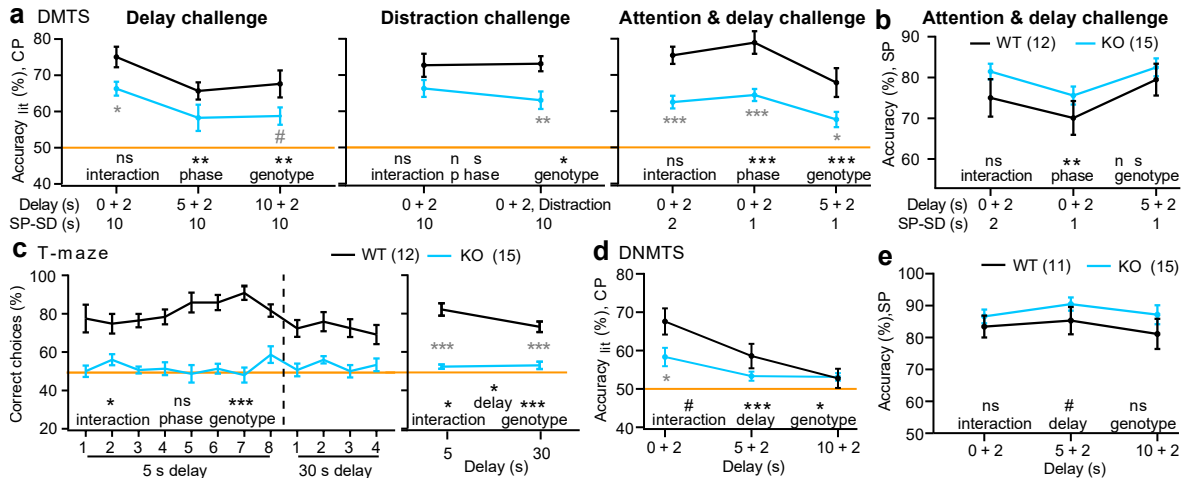 a DMTS Delay challenge Distraction challenge Attention & delay challenge
Accuracy lit (%), CP
80
70
60
50
40
* #
** 
*** *** *
ns ** **
interaction phase genotype
ns n s *
interaction p hase genotype
ns *** ***
interaction phase genotype
Delay (s) 0 + 2 5 + 2 10 + 2 0 + 2 0 + 2, Distraction 0 + 2 0 + 2 5 + 2
SP-SD (s) 10 10 10 10 10 2 1 1
b Attention & delay challenge
WT (12) KO (15)
Accuracy (%), SP
90
80
70
60
ns ** n s
interaction phase genotype
Delay (s) 0 + 2 0 + 2 5 + 2
SP-SD (s) 2 1 1
c T-maze
WT (12) KO (15)
Correct choices (%)
100
80
60
40
20
* ns ***
interaction phase genotype
1 2 3 4 5 6 7 8 1 2 3 4
5 s delay 30 s delay
*** ***
*
* delay ***
interaction genotype
5 30
Delay (s)
d DNMTS
Accuracy lit (%), CP
80
70
60
50
40
*
# *** *
interaction delay genotype
0 + 2 5 + 2 10 + 2
Delay (s)
e
WT (11) KO (15)
Accuracy (%),SP
100
90
80
70
60
50
ns # ns
interaction delay genotype
0 + 2 5 + 2 10 + 2
Delay (s)